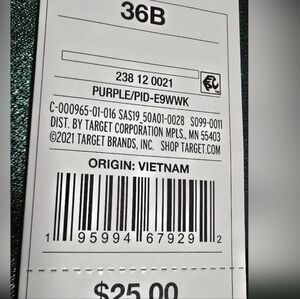 36B
238 12 0021
PURPLE/PID-E9WWK
C-000965-01-016 SAS19_50A01-0028 S099-0011
DIST. BY TARGET CORPORATION MPLS., MN 55403
©2021 TARGET BRANDS, INC. SHOP TARGET.COM
ORIGIN: VIETNAM
1 95994 67929 2
$25.00